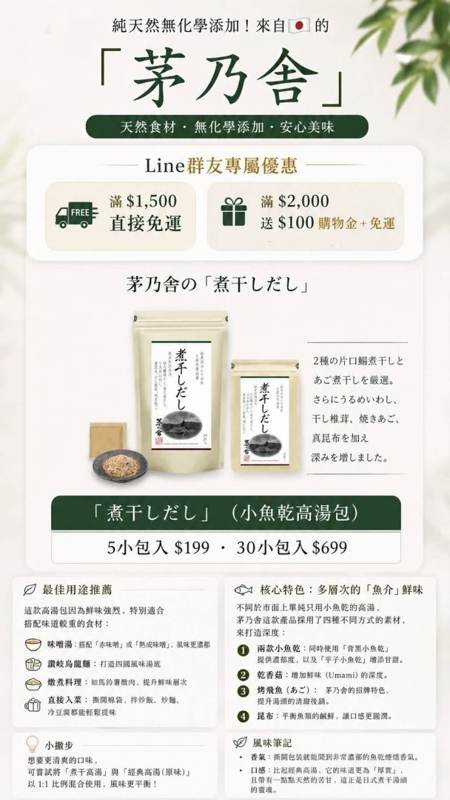 純天然無化學添加！來自🇯🇵的
「茅乃舍」
天然食材・無化學添加・安心美味
Line群友專屬優惠
FREE
滿 $1,500
直接免運
滿 $2,000
送 $100 購物金 + 免運
茅乃舍の「煮干しだし」
煮干しだし
茅乃舎
煮干しだし
茅乃舎
2種の片口鰯煮干しと
あご煮干しを厳選。
さらにうるめいわし、
干し椎茸、焼きあご、
真昆布を加え
深みを増しました。
「煮干しだし」（小魚乾高湯包）
5小包入 $199 ・ 30小包入 $699
最佳用途推薦
這款高湯包因為鮮味強烈，特別適合
搭配味道較重的食材：
味噌湯：搭配「赤味噌」或「熟成味噌」，風味更濃郁
讚岐烏龍麵：打造四國風味湯底
燉煮料理：如馬鈴薯燉肉，提升鮮味層次
直接入菜：撕開棉袋，拌炒飯、炒麵、
冷豆腐都能輕鬆提味
核心特色：多層次的「魚介」鮮味
不同於市面上單純只用小魚乾的高湯，
茅乃舍這款產品採用了四種不同方式的素材，
來打造深度：
1 兩款小魚乾：同時使用「背黑小魚乾」
提供濃郁度，以及「平子小魚乾」增添甘甜。
2 乾香菇：增加鮮味（Umami）的深度。
3 烤飛魚（あご）：茅乃舍的招牌特色，
提升湯頭的清甜後韻。
4 昆布：平衡魚類的鹹鮮，讓口感更圓潤。
小撇步
想要更清爽的口味，
可嘗試將「煮干高湯」與「經典高湯（原味）」
以 1:1 比例混合使用，風味更平衡！
風味筆記
・香氣：撕開包裝就能聞到非常濃郁的魚乾煙燻香氣。
・口感：比起經典高湯，它的味道更為「厚實」，
且帶有一點點天然的苦甘，這正是日式煮干湯頭
的靈魂。